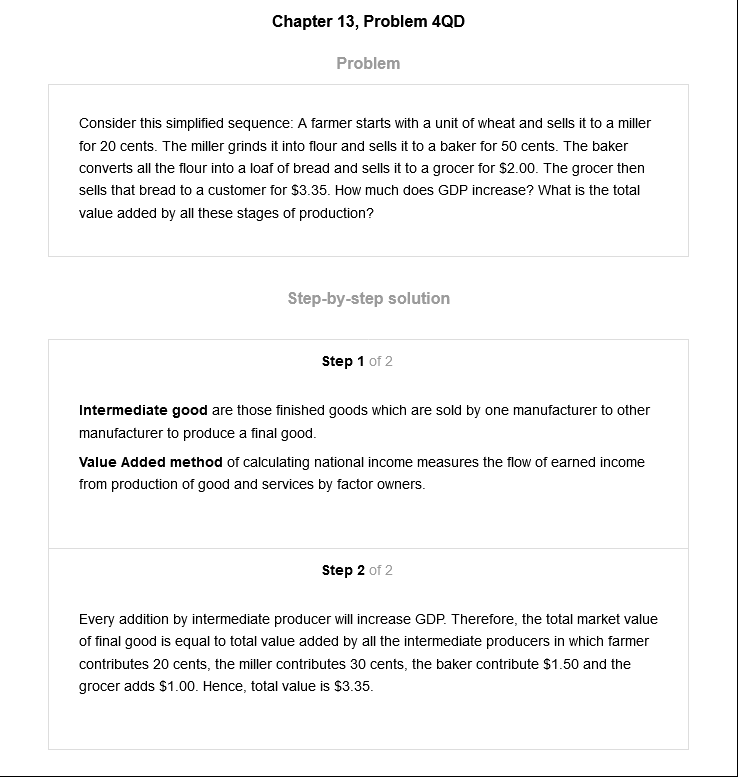 Chapter 13, Problem 4QD
Problem
Consider this simplified sequence: A farmer starts with a unit of wheat and sells it to a miller
for 20 cents. The miller grinds it into flour and sells it to a baker for 50 cents. The baker
converts all the flour into a loaf of bread and sells it to a grocer for $2.00. The grocer then
sells that bread to a customer for $3.35. How much does GDP increase? What is the total
value added by all these stages of production?
Step-by-step solution
Step 1 of 2
Intermediate good are those finished goods which are sold by one manufacturer to other
manufacturer to produce a final good.
Value Added method of calculating national income measures the flow of earned income
from production of good and services by factor owners.
Step 2 of 2
Every addition by intermediate producer will increase GDP. Therefore, the total market value
of final good is equal to total value added by all the intermediate producers in which farmer
contributes 20 cents, the miller contributes 30 cents, the baker contribute $1.50 and the
grocer adds $1.00. Hence, total value is $3.35.